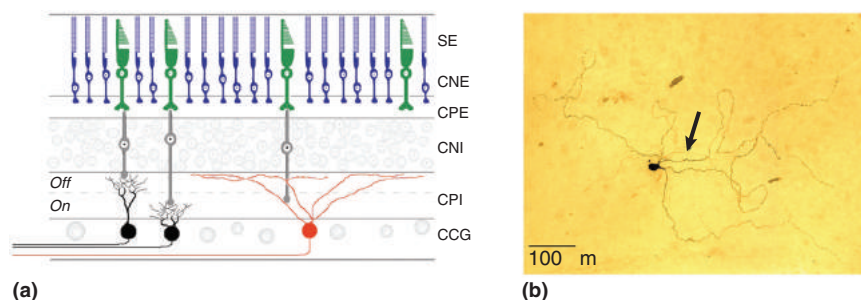 SE
CNE
CPE
CNI
Off
On
CPI
CCG
(a)
100 m
(b)